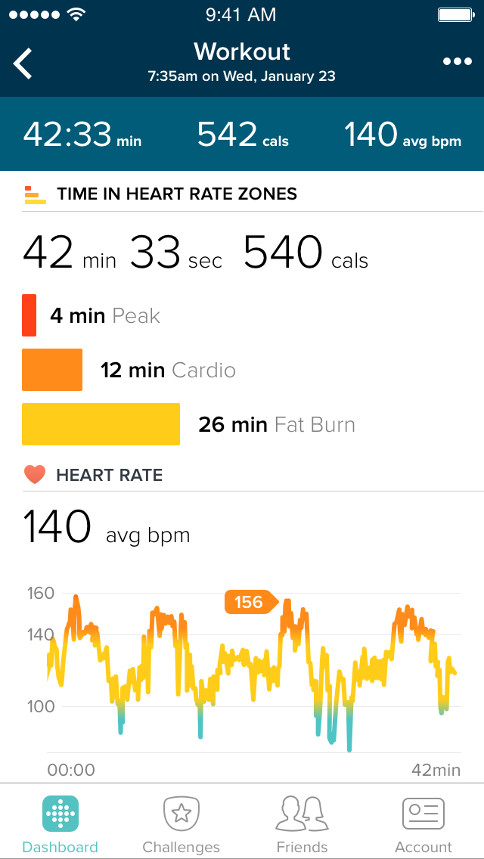 9:41 AM
Workout
7:35am on Wed, January 23
42:33 min 542 cals 140 avg bpm
TIME IN HEART RATE ZONES
42 min 33 sec 540 cals
4 min Peak
12 min Cardio
26 min Fat Burn
HEART RATE
140 avg bpm
160
156
140
100
00:00 42min
Dashboard Challenges Friends Account